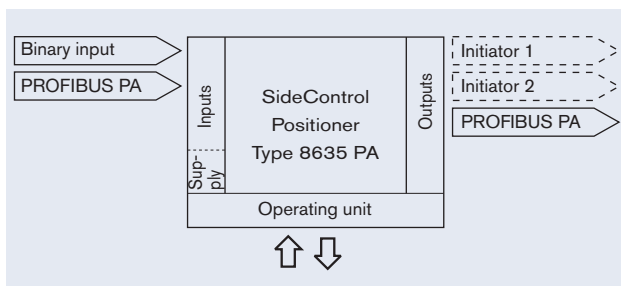 Binary input
PROFIBUS PA
Inputs
Sup-
ply
SideControl
Positioner
Type 8635 PA
Outputs
Operating unit
Initiator 1
Initiator 2
PROFIBUS PA